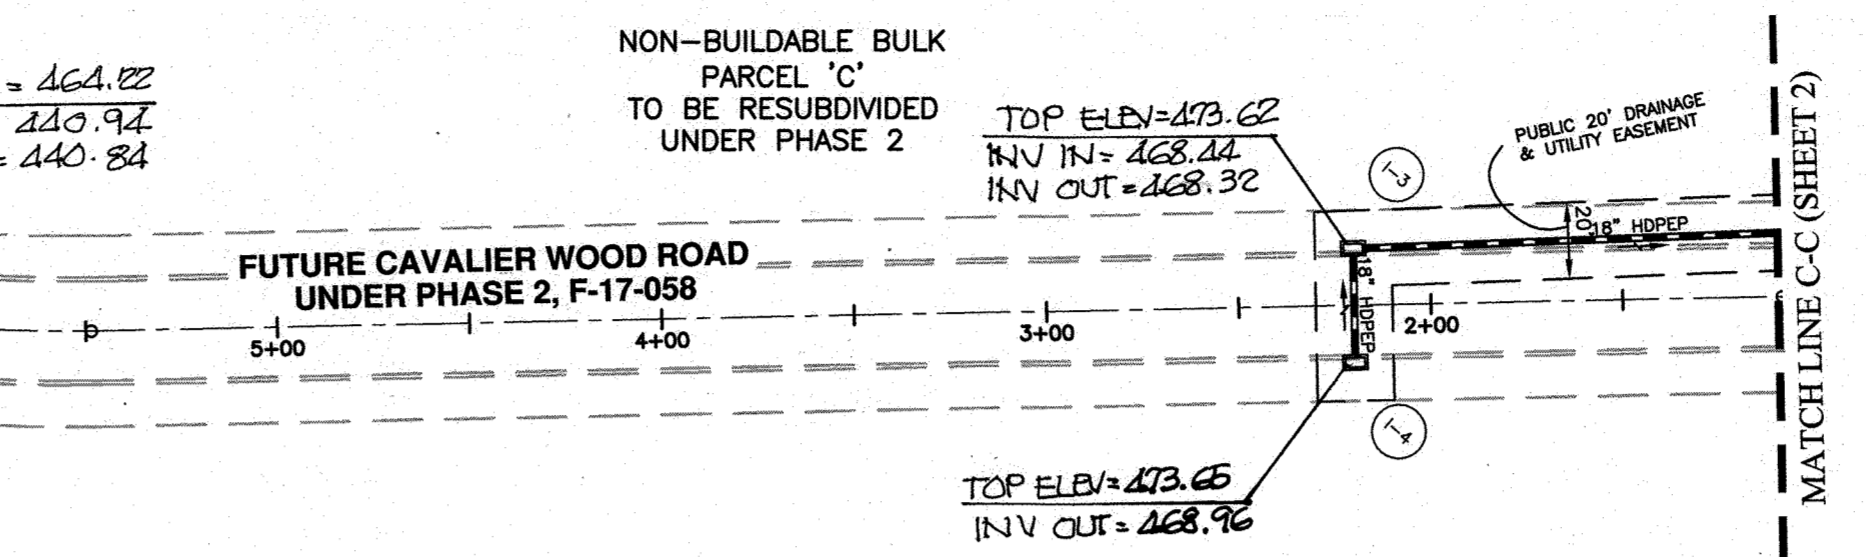 = 464.22
440.94
= 440.84
NON-BUILDABLE BULK
PARCEL 'C'
TO BE RESUBDIVIDED
UNDER PHASE 2
TOP ELEV=473.62
INV IN= 468.44
INV OUT=468.32
I-3
PUBLIC 20' DRAINAGE
& UTILITY EASEMENT
20'
18" HDPEP
18" HDPEP
FUTURE CAVALIER WOOD ROAD
UNDER PHASE 2, F-17-058
5+00
4+00
3+00
2+00
I-4
TOP ELEV=473.65
INV OUT= 468.96
MATCH LINE C-C (SHEET 2)